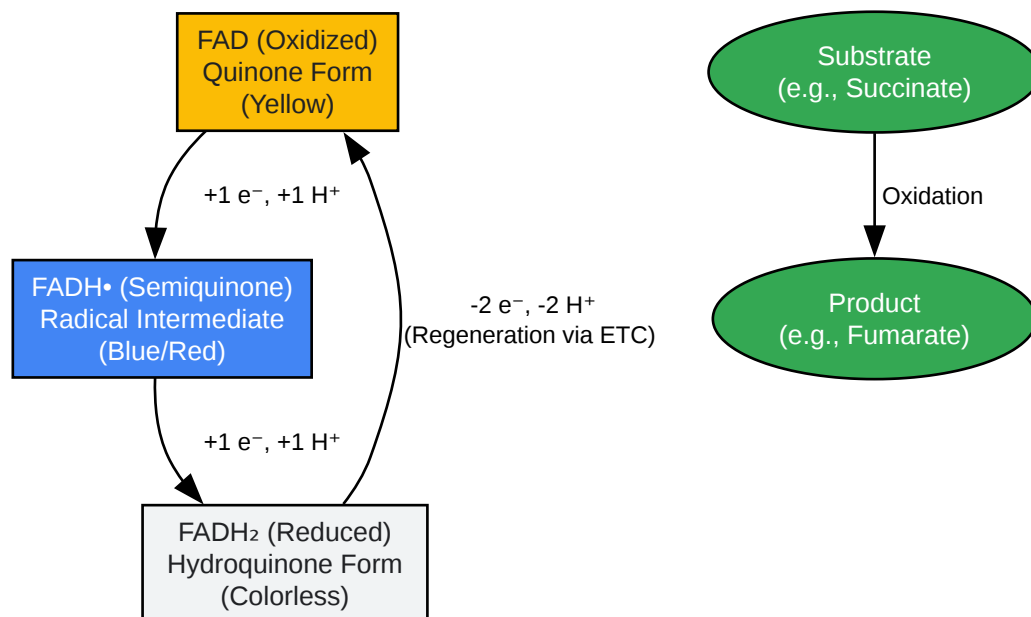 FAD (Oxidized)
Quinone Form
(Yellow)
+1 e⁻, +1 H⁺
FADH• (Semiquinone)
Radical Intermediate
(Blue/Red)
+1 e⁻, +1 H⁺
FADH₂ (Reduced)
Hydroquinone Form
(Colorless)
-2 e⁻, -2 H⁺
(Regeneration via ETC)
Substrate
(e.g., Succinate)
Oxidation
Product
(e.g., Fumarate)